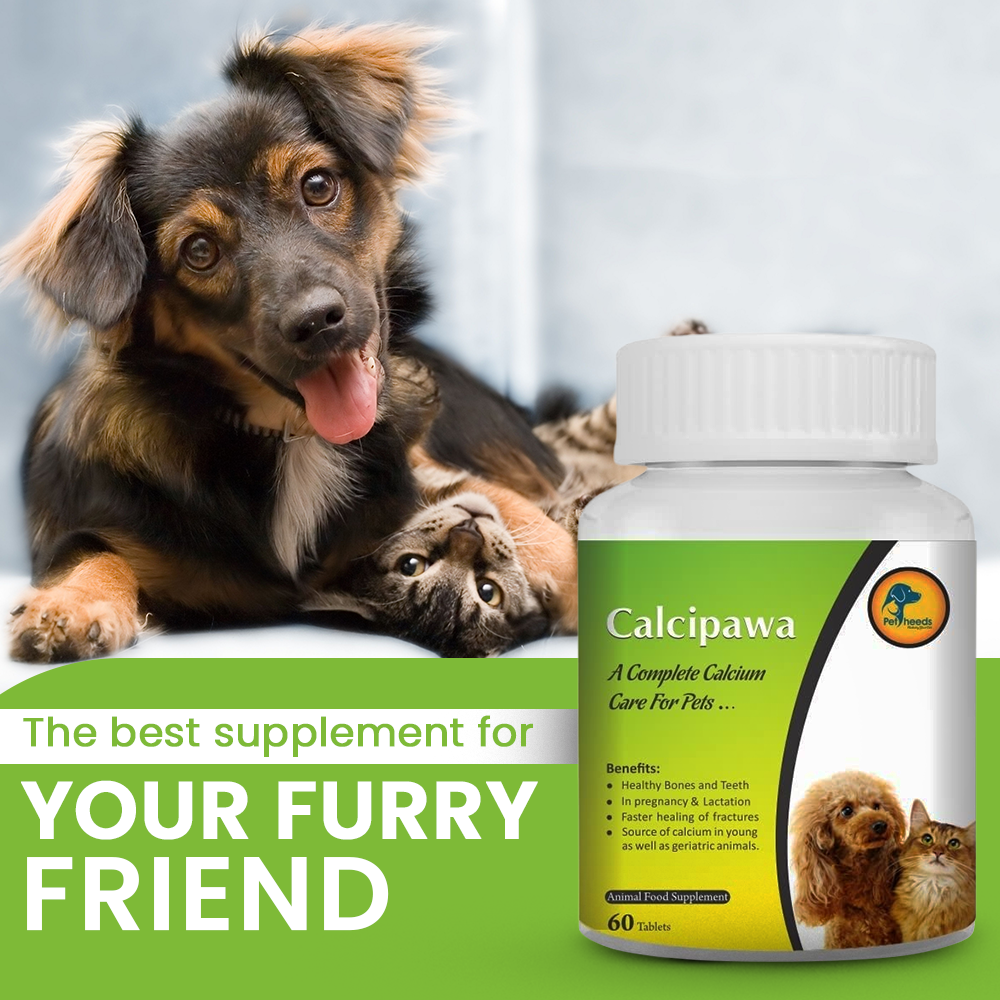 The best supplement for
YOUR FURRY
FRIEND
Calcipawa
A Complete Calcium
Care For Pets ...
Benefits:
• Healthy Bones and Teeth
• In pregnancy & Lactation
• Faster healing of fractures
• Source of calcium in young
as well as geriatric animals.
Animal Food Supplement
60 Tablets
Pet heeds